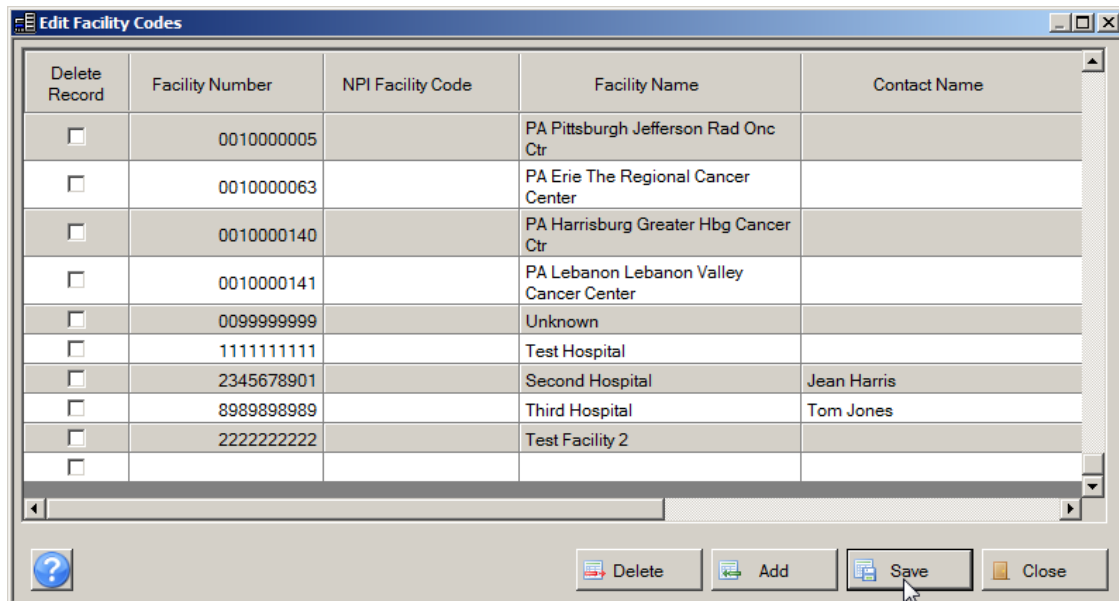 Edit Facility Codes
Delete Record Facility Number NPI Facility Code Facility Name Contact Name
0010000005 PA Pittsburgh Jefferson Rad Onc
Ctr
0010000063 PA Erie The Regional Cancer
Center
0010000140 PA Harrisburg Greater Hbg Cancer
Ctr
0010000141 PA Lebanon Lebanon Valley
Cancer Center
0099999999 Unknown
1111111111 Test Hospital
2345678901 Second Hospital Jean Harris
8989898989 Third Hospital Tom Jones
2222222222 Test Facility 2
? Delete Add Save Close